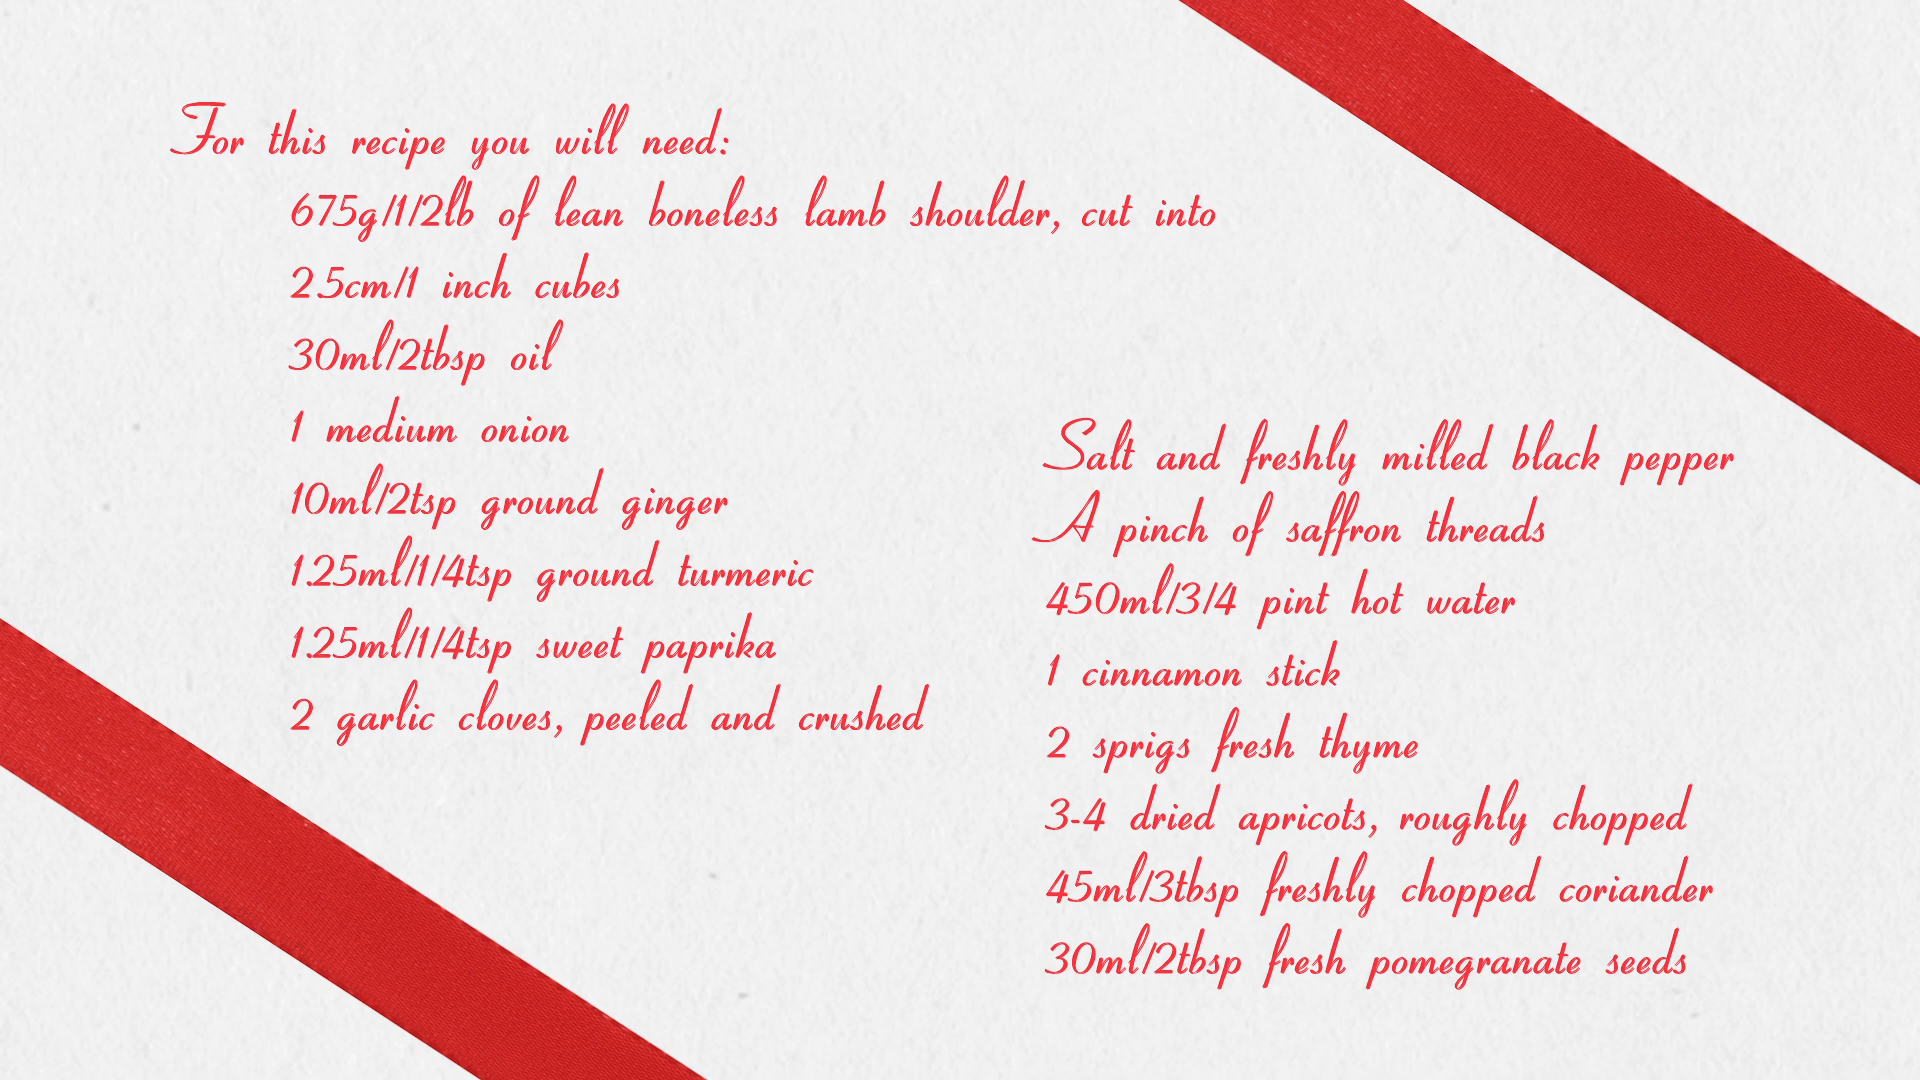 For this recipe you will need:
675g/1/2lb of lean boneless lamb shoulder, cut into
2.5cm/1 inch cubes
30ml/2tbsp oil
1 medium onion
10ml/2tsp ground ginger
1.25ml/1/4tsp ground turmeric
1.25ml/1/4tsp sweet paprika
2 garlic cloves, peeled and crushed
Salt and freshly milled black pepper
A pinch of saffron threads
450ml/3/4 pint hot water
1 cinnamon stick
2 sprigs fresh thyme
3-4 dried apricots, roughly chopped
45ml/3tbsp freshly chopped coriander
30ml/2tbsp fresh pomegranate seeds